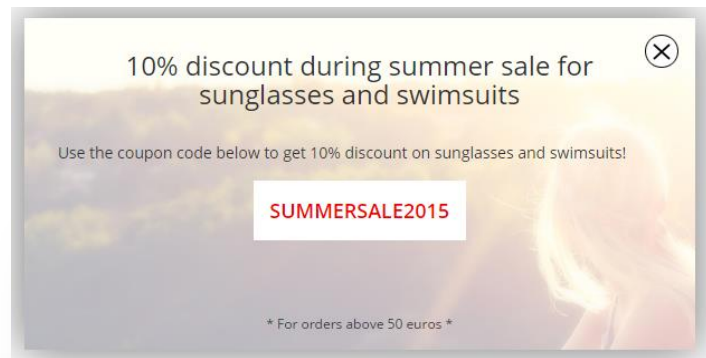 10% discount during summer sale for
sunglasses and swimsuits
Use the coupon code below to get 10% discount on sunglasses and swimsuits!
SUMMERSALE2015
* For orders above 50 euros *